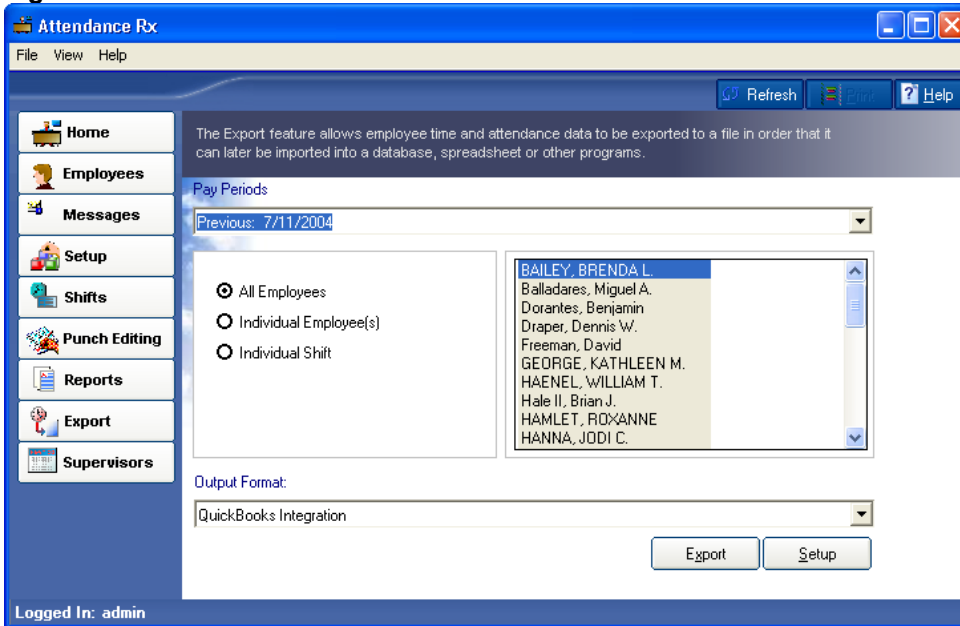 Attendance Rx
File View Help
Refresh Print Help
Home
Employees
Messages
Setup
Shifts
Punch Editing
Reports
Export
Supervisors
The Export feature allows employee time and attendance data to be exported to a file in order that it
can later be imported into a database, spreadsheet or other programs.
Pay Periods
Previous: 7/11/2004
All Employees
Individual Employee(s)
Individual Shift
BAILEY, BRENDA L.
Balladares, Miguel A.
Dorantes, Benjamin
Draper, Dennis W.
Freeman, David
GEORGE, KATHLEEN M.
HAENEL, WILLIAM T.
Hale II, Brian J.
HAMLET, ROXANNE
HANNA, JODI C.
Output Format:
QuickBooks Integration
Export Setup
Logged In: admin